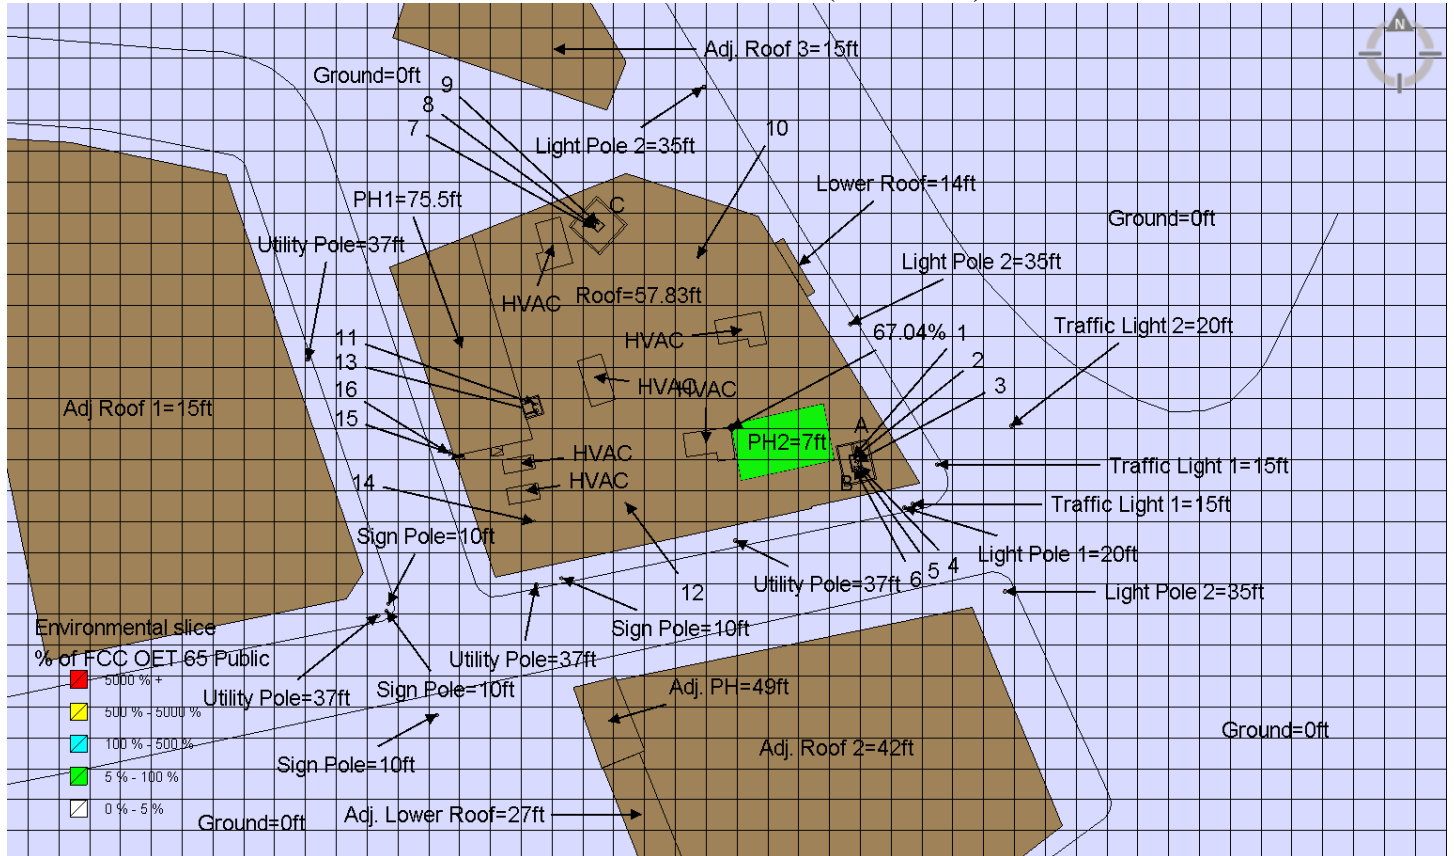 N
Adj. Roof 3=15ft
Ground=0ft
9
8
7
10
Light Pole 2=35ft
Lower Roof=14ft
PH1=75.5ft
C
Ground=0ft
Utility Pole=37ft
Light Pole 2=35ft
HVAC
Roof=57.83ft
Traffic Light 2=20ft
67.04%
1
HVAC
11
2
13
3
16
HVAC
HVAC
Adj Roof 1=15ft
15
A
PH2=7ft
HVAC
Traffic Light 1=15ft
14
HVAC
B
Traffic Light 1=15ft
Sign Pole=10ft
Light Pole 1=20ft
4
5
6
Utility Pole=37ft
12
Light Pole 2=35ft
Environmental slice
Sign Pole=10ft
% of FCC OET 65 Public
Utility Pole=37ft
5000 % +
Sign Pole=10ft
Adj. PH=49ft
Utility Pole=37ft
500 % - 5000 %
Ground=0ft
100 % - 500 %
Adj. Roof 2=42ft
Sign Pole=10ft
5 % - 100 %
0 % - 5 %
Ground=0ft
Adj. Lower Roof=27ft